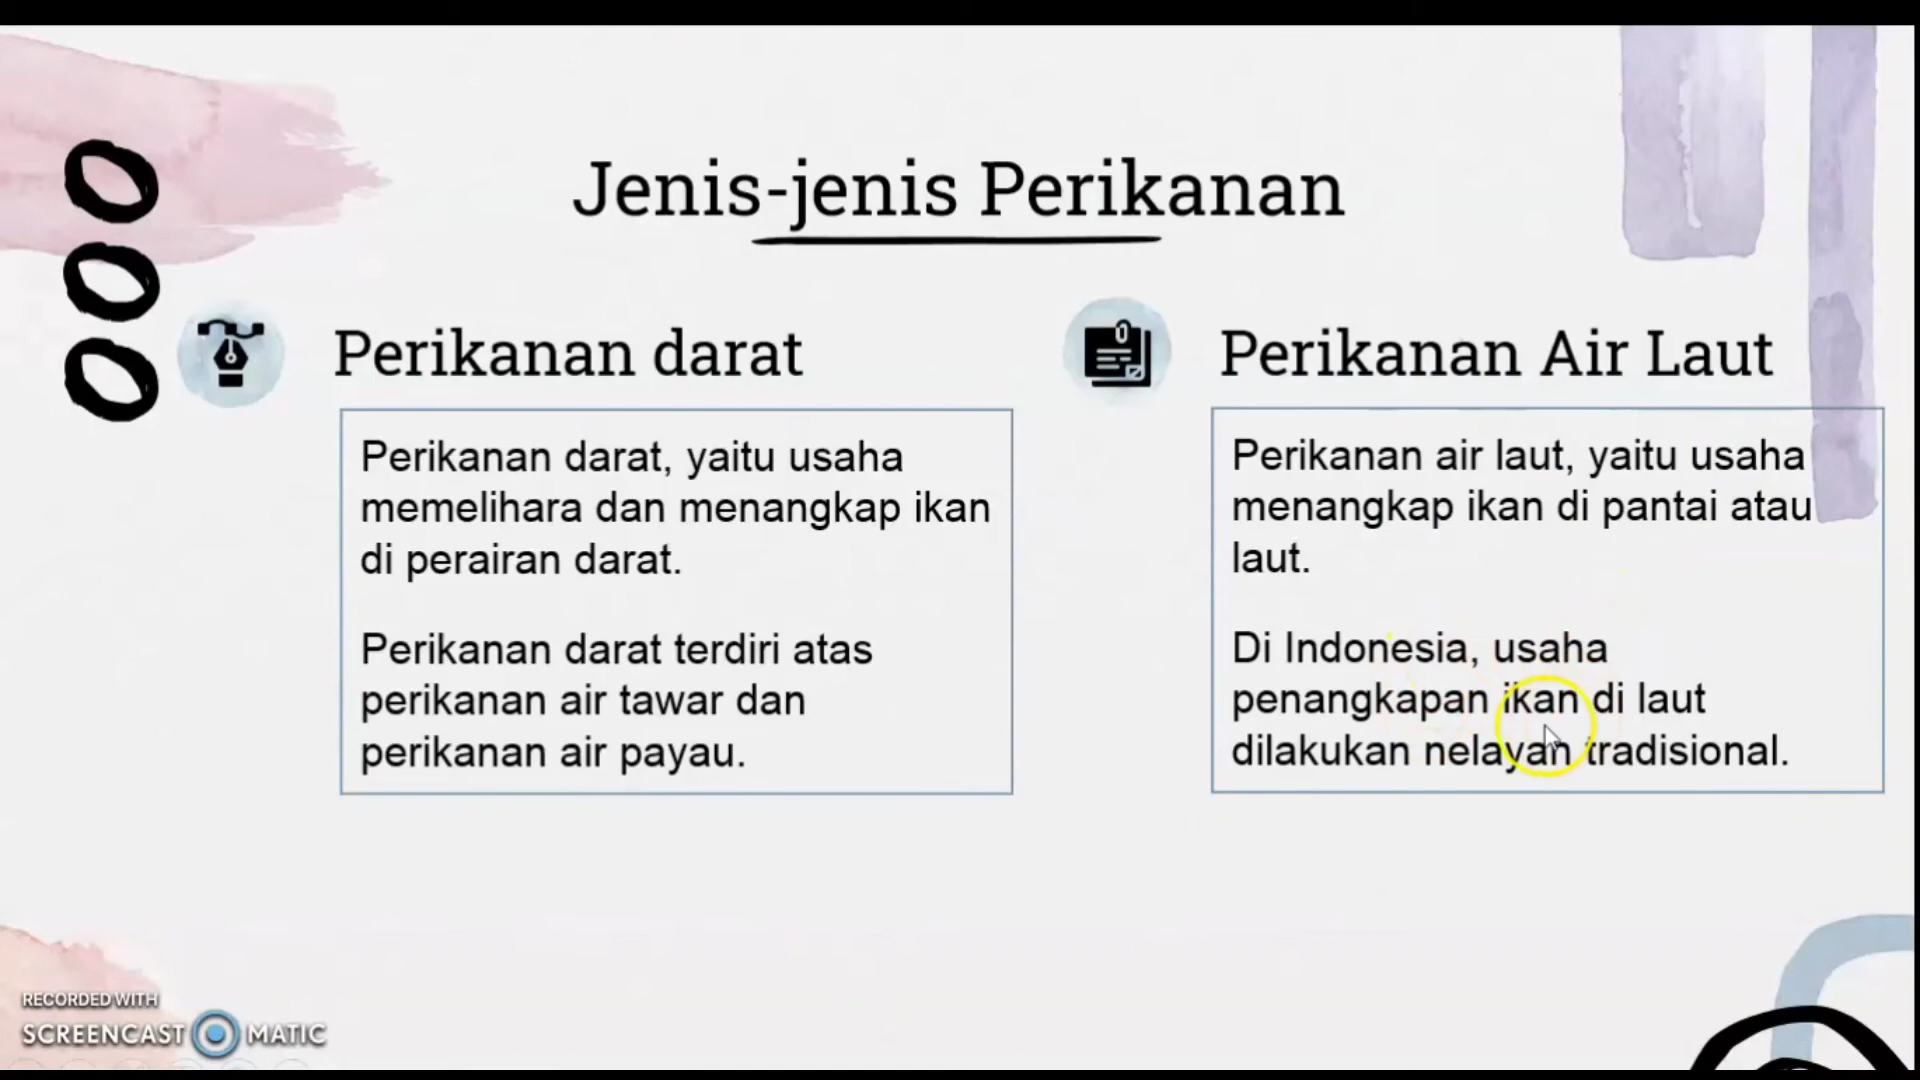 Jenis-jenis Perikanan
Perikanan darat
Perikanan darat, yaitu usaha
memelihara dan menangkap ikan
di perairan darat.
Perikanan darat terdiri atas
perikanan air tawar dan
perikanan air payau.
Perikanan Air Laut
Perikanan air laut, yaitu usaha
menangkap ikan di pantai atau
laut.
Di Indonesia, usaha
penangkapan ikan di laut
dilakukan nelayan tradisional.
RECORDED WITH
SCREENCAST MATIC